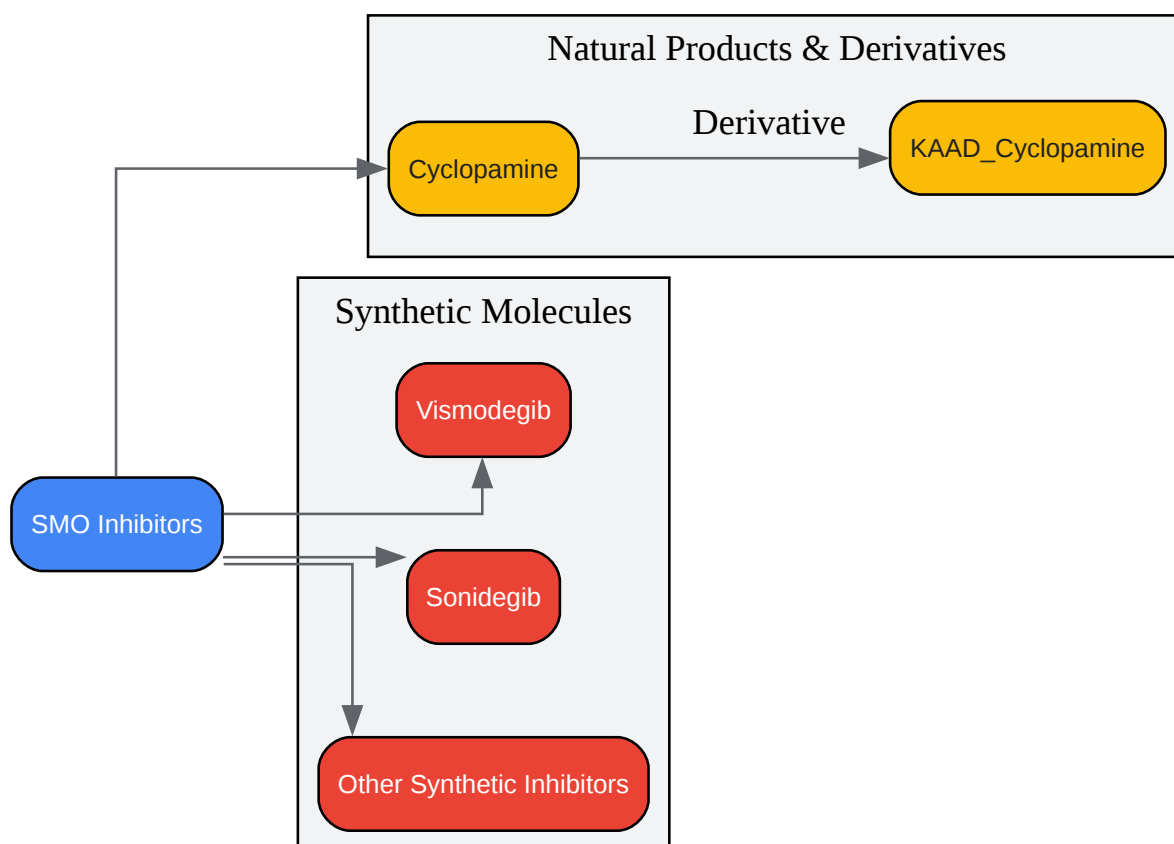 Natural Products & Derivatives
Cyclopamine
Derivative
KAAD_Cyclopamine
Synthetic Molecules
Vismodegib
SMO Inhibitors
Sonidegib
Other Synthetic Inhibitors